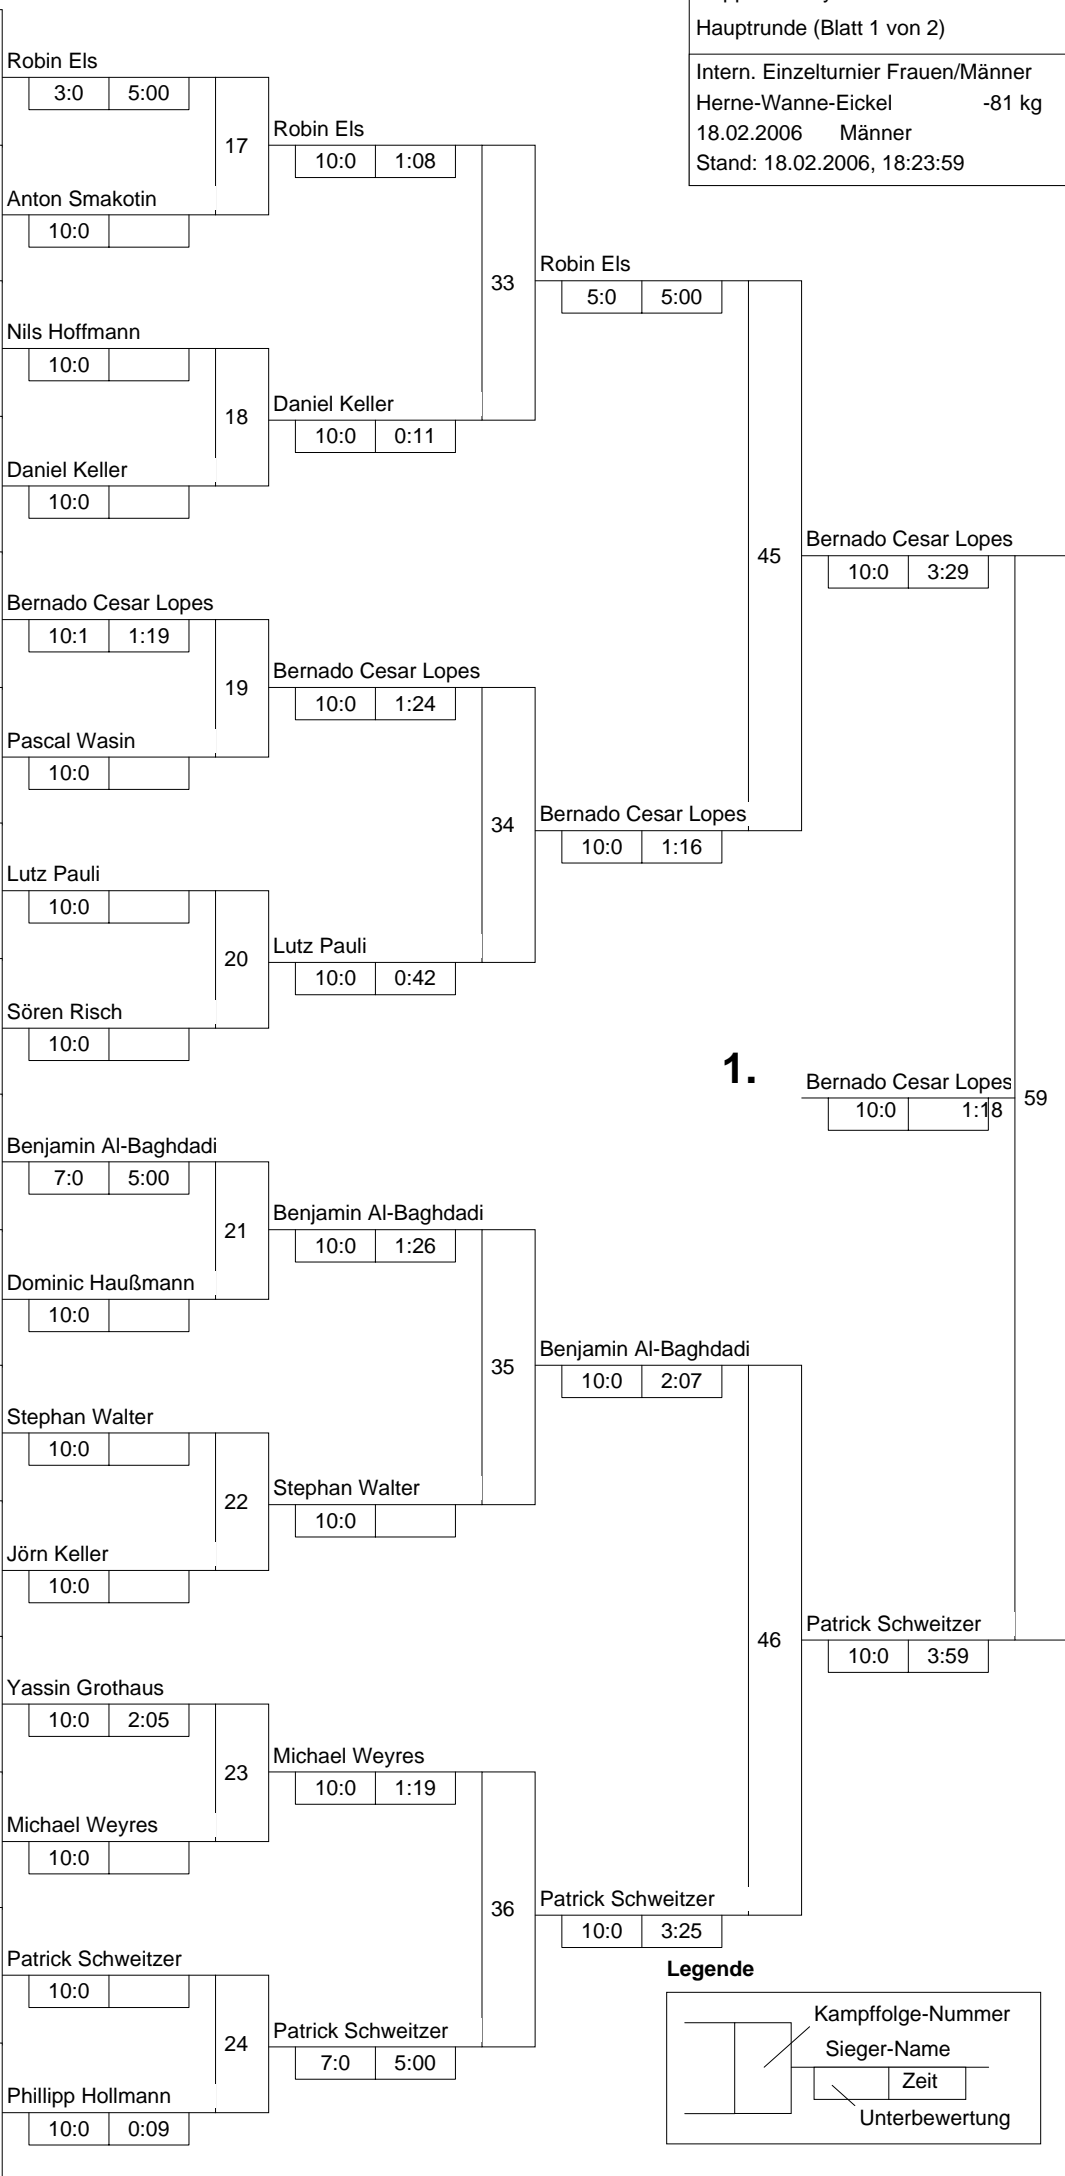 Hauptrunde (Blatt 1 von 2)
Intern. Einzelturnier Frauen/Männer
Herne-Wanne-Eickel -81 kg
18.02.2006 Männer
Stand: 18.02.2006, 18:23:59
Robin Els
3:0 5:00
17
Anton Smakotin
10:0
Nils Hoffmann
10:0
18
Daniel Keller
10:0
Bernado Cesar Lopes
10:1 1:19
19
Pascal Wasin
10:0
Lutz Pauli
10:0
20
Sören Risch
10:0
Benjamin Al-Baghdadi
7:0 5:00
21
Dominic Haußmann
10:0
Stephan Walter
10:0
22
Jörn Keller
10:0
Yassin Grothaus
10:0 2:05
23
Michael Weyres
10:0
Patrick Schweitzer
10:0
24
Phillipp Hollmann
10:0 0:09
Robin Els
10:0 1:08
33
Daniel Keller
10:0 0:11
Bernado Cesar Lopes
10:0 1:24
34
Lutz Pauli
10:0 0:42
Benjamin Al-Baghdadi
10:0 1:26
35
Stephan Walter
10:0
Michael Weyres
10:0 1:19
36
Patrick Schweitzer
7:0 5:00
Robin Els
5:0 5:00
45
Bernado Cesar Lopes
10:0 1:16
Benjamin Al-Baghdadi
10:0 2:07
46
Patrick Schweitzer
10:0 3:25
Bernado Cesar Lopes
10:0 3:29
1.
Bernado Cesar Lopes
10:0 1:18
59
Patrick Schweitzer
10:0 3:59
Legende
Kampffolge-Nummer
Sieger-Name
Zeit
Unterbewertung